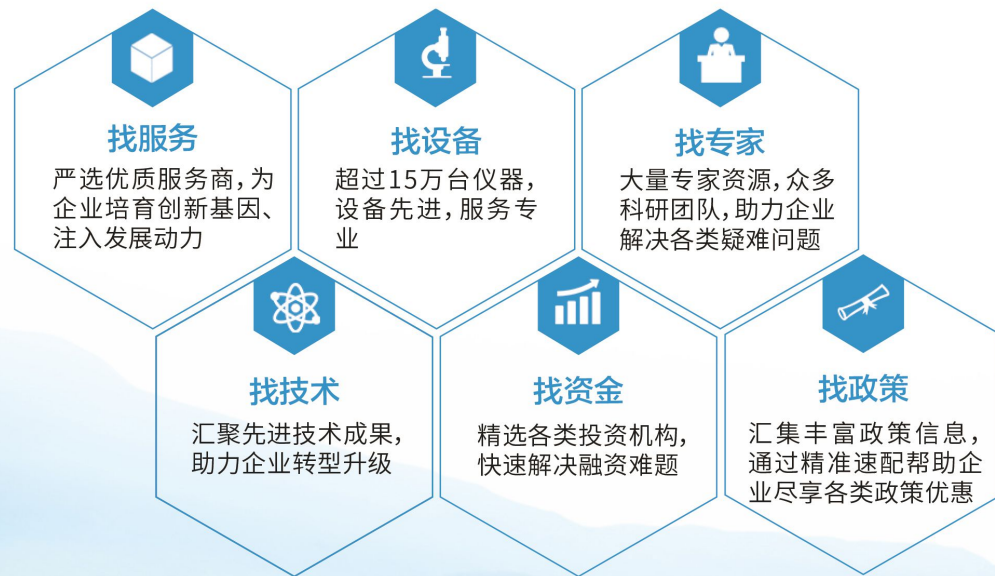 找服务
严选优质服务商，为
企业培育创新基因、
注入发展动力
找设备
超过15万台仪器，
设备先进，服务专
业
找专家
大量专家资源，众多
科研团队，助力企业
解决各类疑难问题
找技术
汇聚先进技术成果，
助力企业转型升级
找资金
精选各类投资机构，
快速解决融资难题
找政策
汇集丰富政策信息，
通过精准速配帮助企
业尽享各类政策优惠